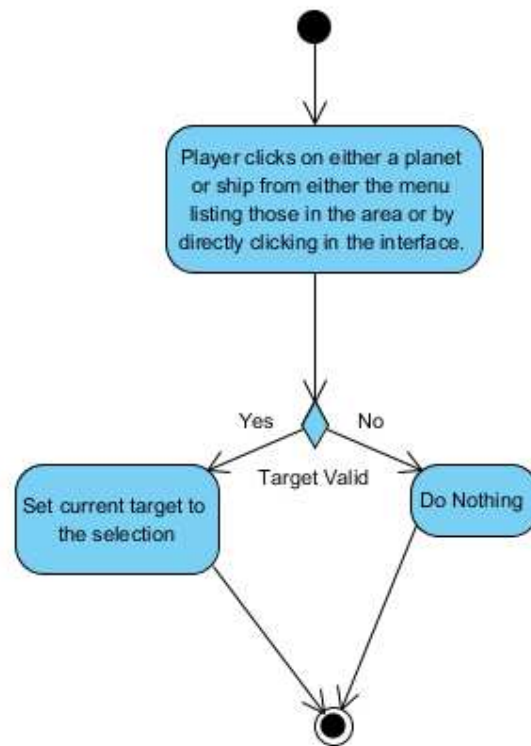 Player clicks on either a planet
or ship from either the menu
listing those in the area or by
directly clicking in the interface.
Yes
No
Target Valid
Set current target to
the selection
Do Nothing